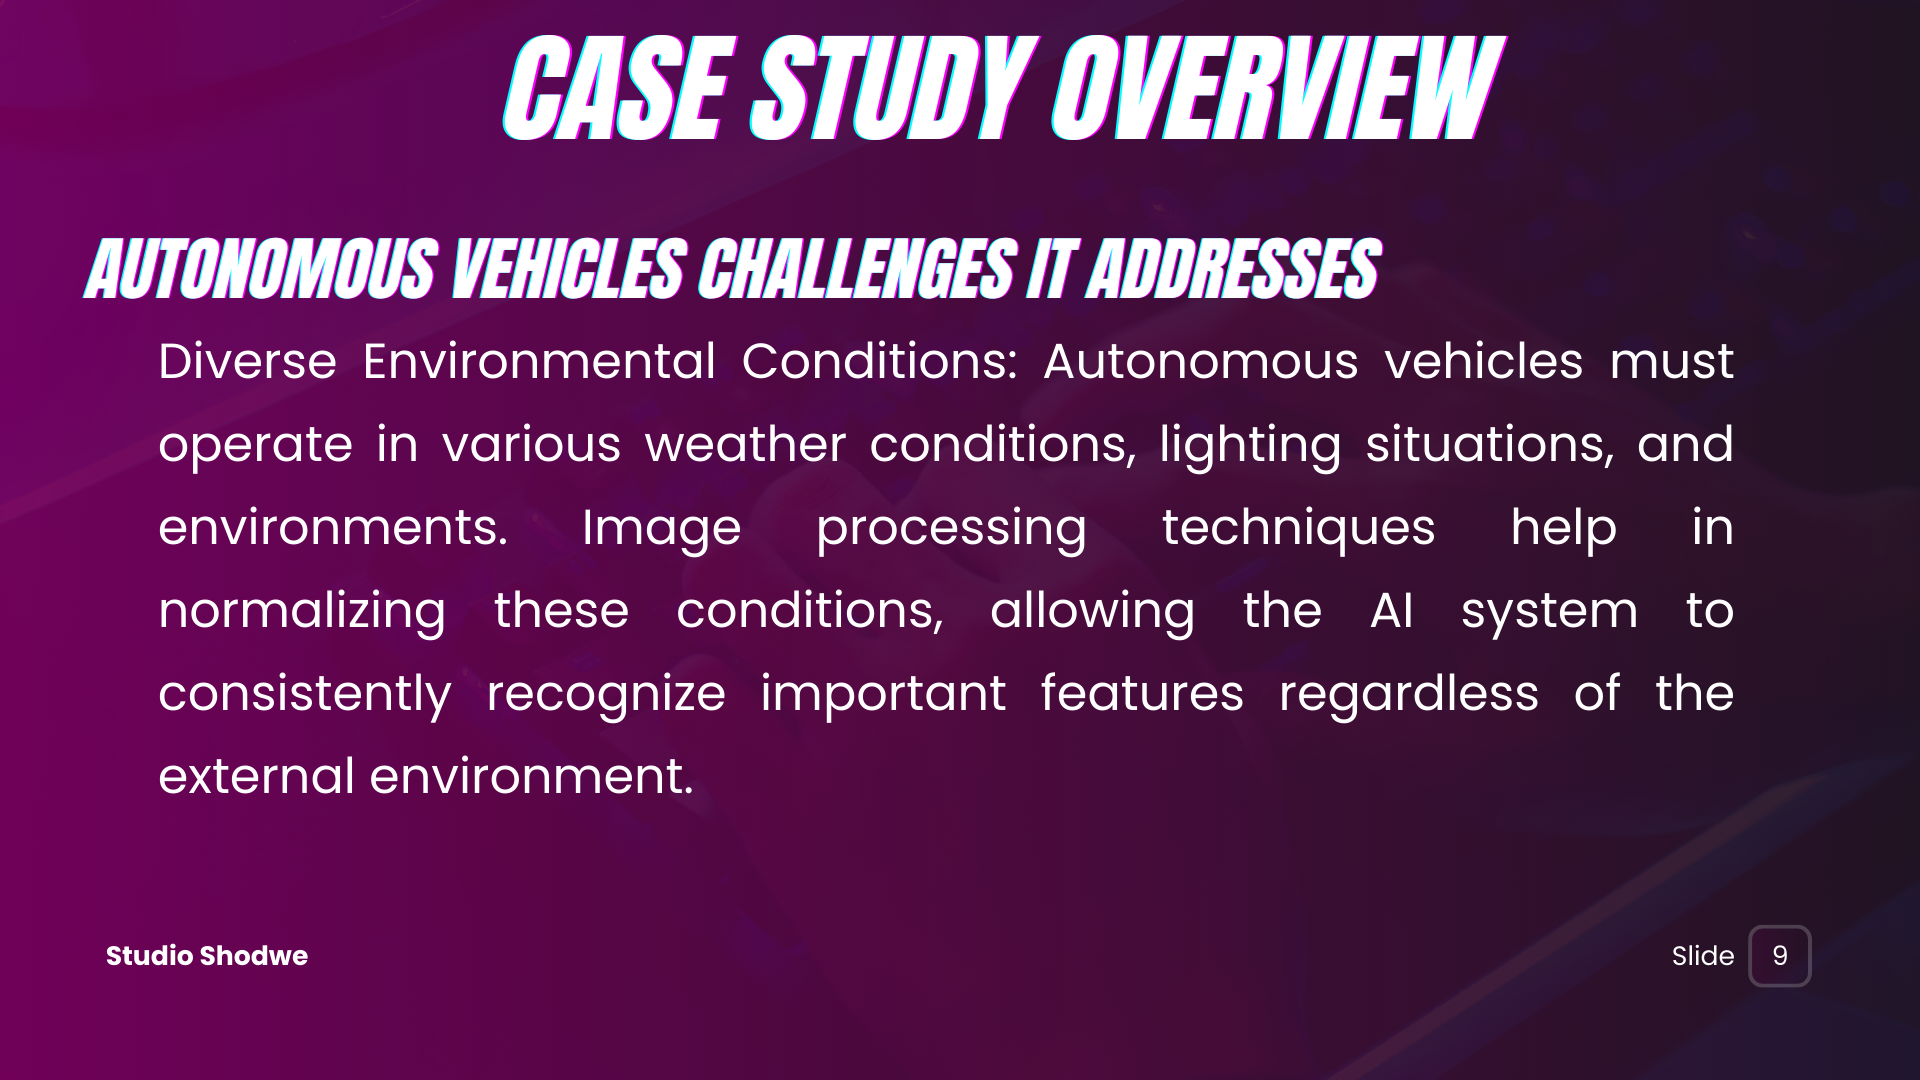 CASE STUDY OVERVIEW
AUTONOMOUS VEHICLES CHALLENGES IT ADDRESSES
Diverse Environmental Conditions: Autonomous vehicles must
operate in various weather conditions, lighting situations, and
environments. Image processing techniques help in
normalizing these conditions, allowing the AI system to
consistently recognize important features regardless of the
external environment.
Studio Shodwe
Slide 9